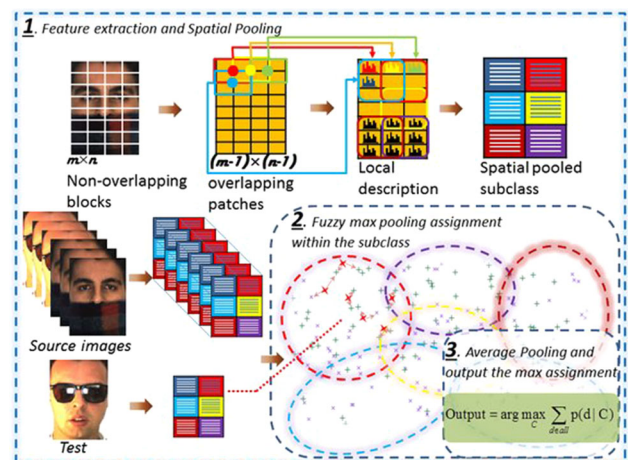 1. Feature extraction and Spatial Pooling
m×n
Non-overlapping
blocks
(m-1)×(n-1)
overlapping
patches
Local
description
Spatial pooled
subclass
2. Fuzzy max pooling assignment
within the subclass
Source images
Test
3. Average Pooling and
output the max assignment
Output = arg max_C ∑_{d∈all} p(d | C)